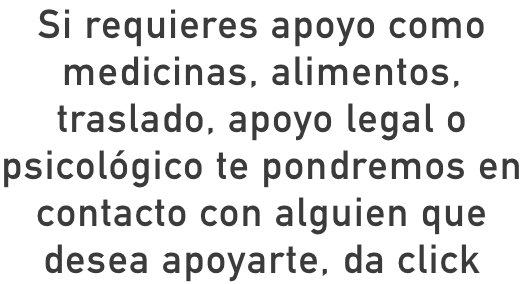 Si requieres apoyo como
medicinas, alimentos,
traslado, apoyo legal o
psicológico te pondremos en
contacto con alguien que
desea apoyarte, da click